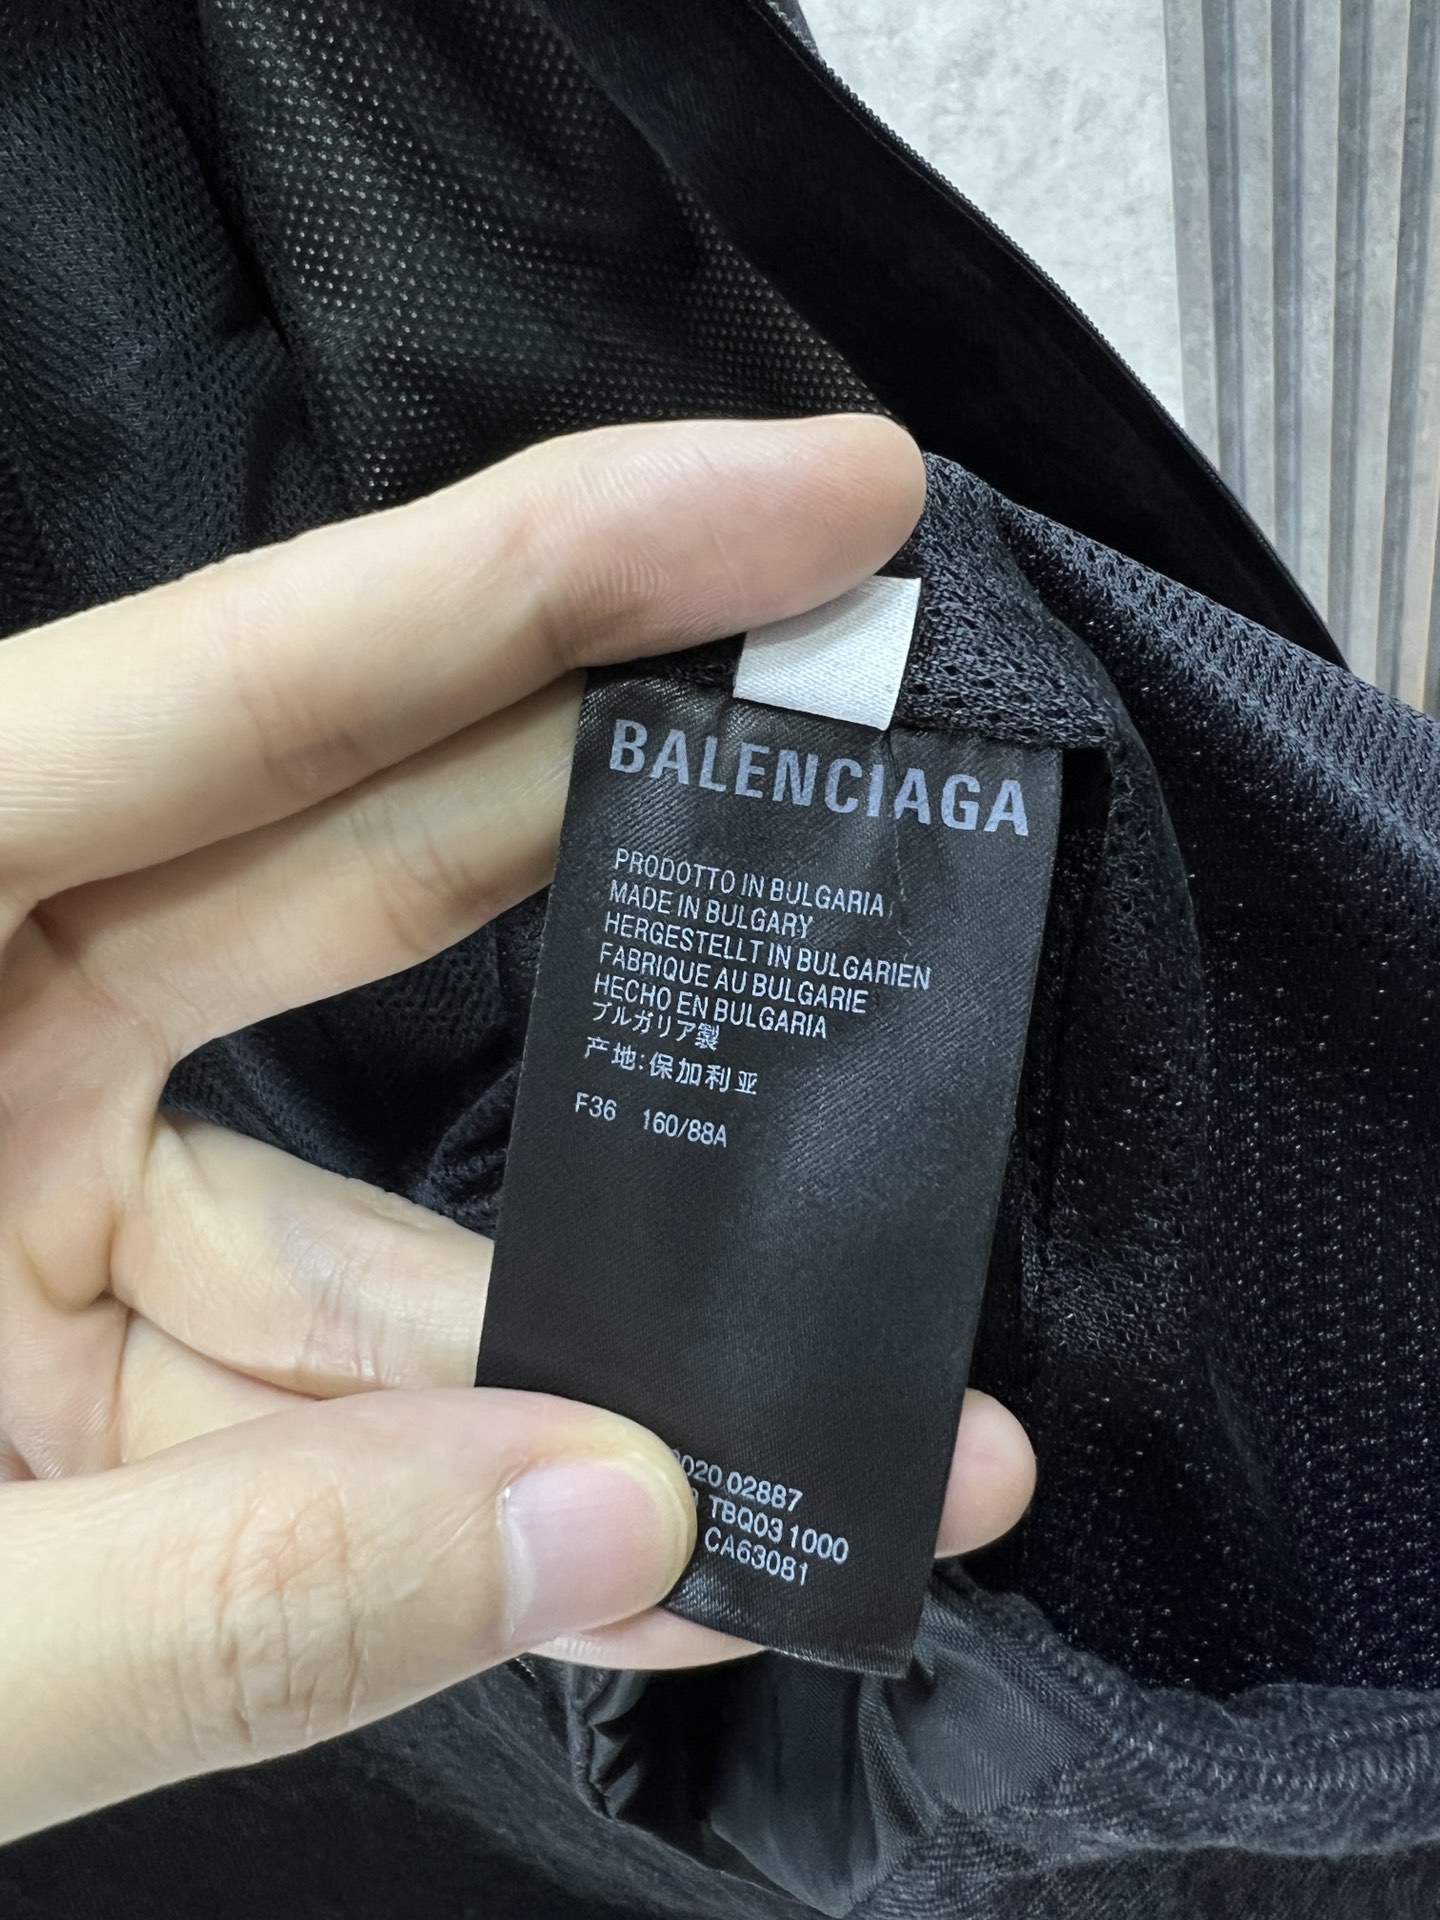 BALENCIAGA
PRODOTTO IN BULGARIA
MADE IN BULGARY
HERGESTELLT IN BULGARIEN
FABRIQUE AU BULGARIE
HECHO EN BULGARIA
ブルガリア製
产地:保加利亚
F36 160/88A
02887
TBQ03 1000
CA63081